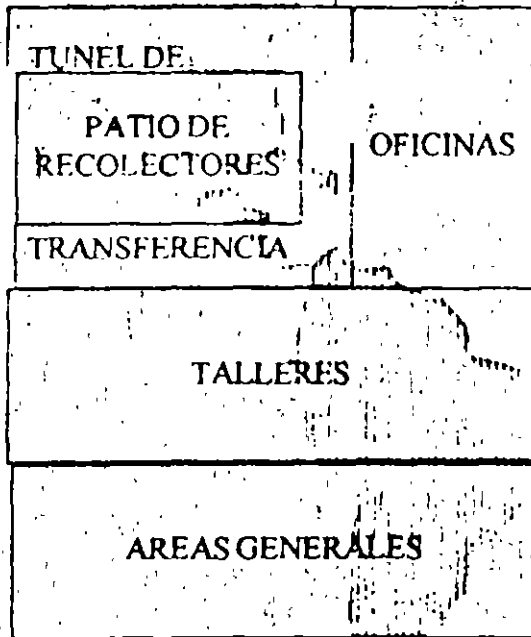 TUNEL DE
PATIO DE
RECOLECTORES
OFICINAS
TRANSFERENCIA
TALLERES
AREAS GENERALES